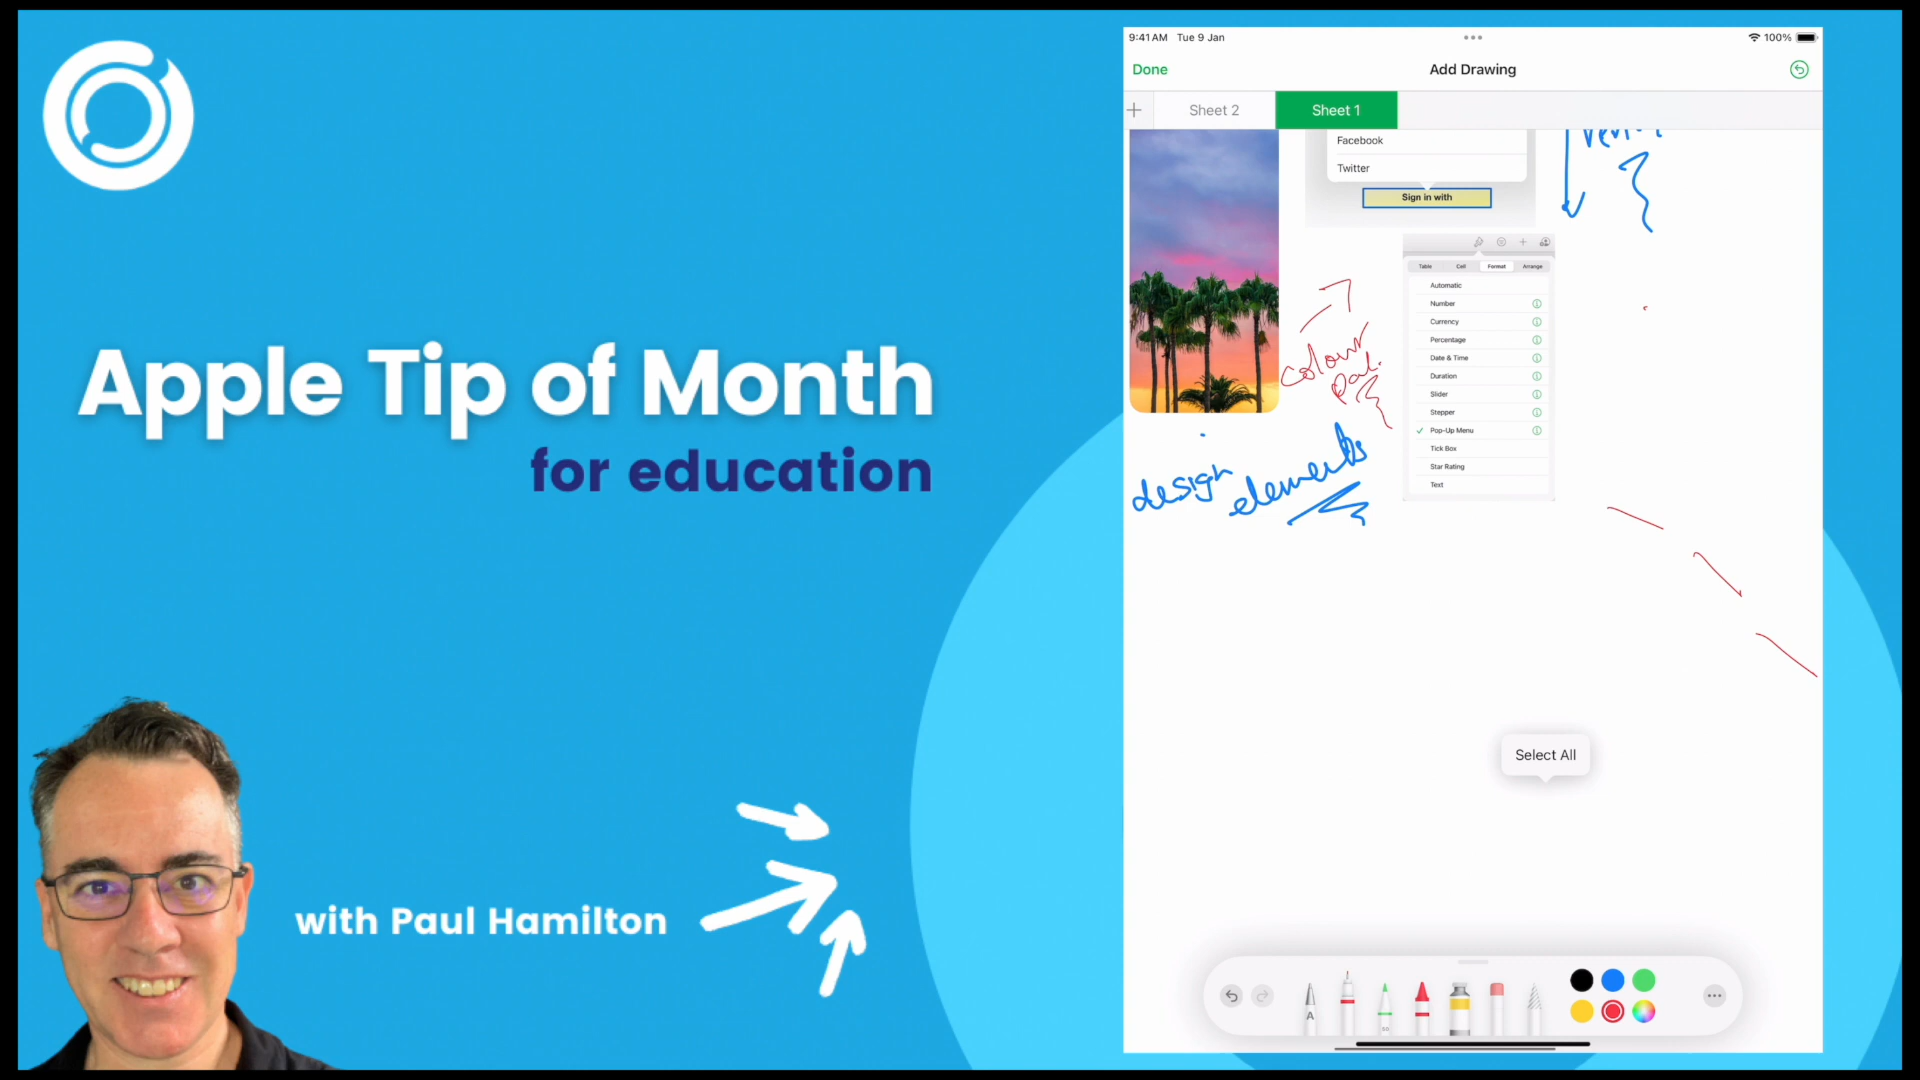 Apple Tip of Month
for education
with Paul Hamilton
9:41 AM Tue 9 Jan
100%
Done
Add Drawing
Sheet 2
Sheet 1
Facebook
Twitter
Sign in with
Table
Cell
Format
Arrange
Automatic
Number
Currency
Percentage
Date & Time
Duration
Slider
Stepper
Pop-Up Menu
Tick Box
Star Rating
Text
colour
pal.
design elements
Select All
A
50